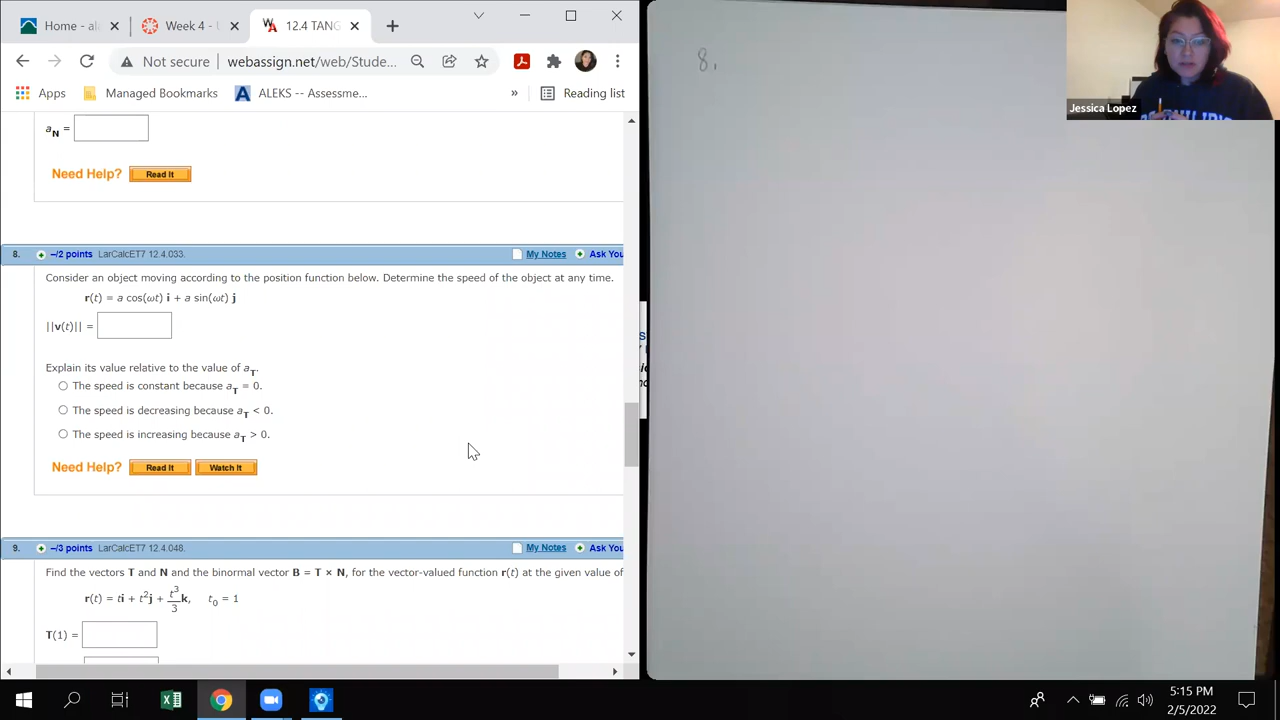 Home - ale
Week 4 - U
12.4 TANG
Not secure
webassign.net/web/Stude...
Apps
Managed Bookmarks
ALEKS -- Assessme...
»
Reading list
aN =
Need Help? Read It
8. –/2 points LarCalcET7 12.4.033. My Notes Ask You
Consider an object moving according to the position function below. Determine the speed of the object at any time.
r(t) = a cos(ωt) i + a sin(ωt) j
||v(t)|| =
Explain its value relative to the value of aT.
The speed is constant because aT = 0.
The speed is decreasing because aT < 0.
The speed is increasing because aT > 0.
Need Help? Read It Watch It
9. –/3 points LarCalcET7 12.4.048. My Notes Ask You
Find the vectors T and N and the binormal vector B = T × N, for the vector-valued function r(t) at the given value of
r(t) = ti + t²j + t³/3 k, t₀ = 1
T(1) =
8.
Jessica Lopez
5:15 PM
2/5/2022